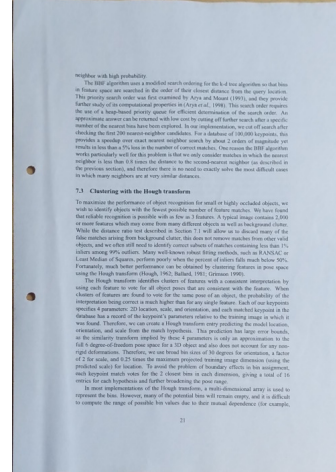 neighbor with high probability
The BBF algorithm uses a modified search ordering for the k-d tree algorithm so that bins
in feature space are searched in the order of their closest distance from the query location.
This priority search order was first examined by Arya and Mount (1993), and they provide
further study of its computational properties in (Arya et al., 1998). This search order requires
the use of a heap-based priority queue for efficient determination of the search order. An
approximate answer can be returned with low cost by cutting off further search after a specific
number of the nearest bins have been explored. In our implementation, we cut off search after
checking the first 200 nearest-neighbor candidates. For a database of 100,000 keypoints, this
provides a speedup over exact nearest neighbor search by about 2 orders of magnitude yet
results in less than a 5% loss in the number of correct matches. One reason the BBF algorithm
works particularly well for this problem is that we only consider matches in which the nearest
neighbor is less than 0.8 times the distance to the second-nearest neighbor (as described in
the previous section), and therefore there is no need to exactly solve the most difficult cases
in which many neighbors are at very similar distances.
7.3 Clustering with the Hough transform
To maximize the performance of object recognition for small or highly occluded objects, we
wish to identify objects with the fewest possible number of feature matches. We have found
that reliable recognition is possible with as few as 3 features. A typical image contains 2,000
or more features which may come from many different objects as well as background clutter.
While the distance ratio test described in Section 7.1 will allow us to discard many of the
false matches arising from background clutter, this does not remove matches from other valid
objects, and we often still need to identify correct subsets of matches containing less than 1%
inliers among 99% outliers. Many well-known robust fitting methods, such as RANSAC or
Least Median of Squares, perform poorly when the percent of inliers falls much below 50%.
Fortunately, much better performance can be obtained by clustering features in pose space
using the Hough transform (Hough, 1962; Ballard, 1981; Grimson 1990).
The Hough transform identifies clusters of features with a consistent interpretation by
using each feature to vote for all object poses that are consistent with the feature. When
clusters of features are found to vote for the same pose of an object, the probability of the
interpretation being correct is much higher than for any single feature. Each of our keypoints
specifies 4 parameters: 2D location, scale, and orientation, and each matched keypoint in the
database has a record of the keypoint's parameters relative to the training image in which it
was found. Therefore, we can create a Hough transform entry predicting the model location,
orientation, and scale from the match hypothesis. This prediction has large error bounds,
as the similarity transform implied by these 4 parameters is only an approximation to the
full 6 degree-of-freedom pose space for a 3D object and also does not account for any non-
rigid deformations. Therefore, we use broad bin sizes of 30 degrees for orientation, a factor
of 2 for scale, and 0.25 times the maximum projected training image dimension (using the
predicted scale) for location. To avoid the problem of boundary effects in bin assignment,
each keypoint match votes for the 2 closest bins in each dimension, giving a total of 16
entries for each hypothesis and further broadening the pose range.
In most implementations of the Hough transform, a multi-dimensional array is used to
represent the bins. However, many of the potential bins will remain empty, and it is difficult
to compute the range of possible bin values due to their mutual dependence (for example,
21